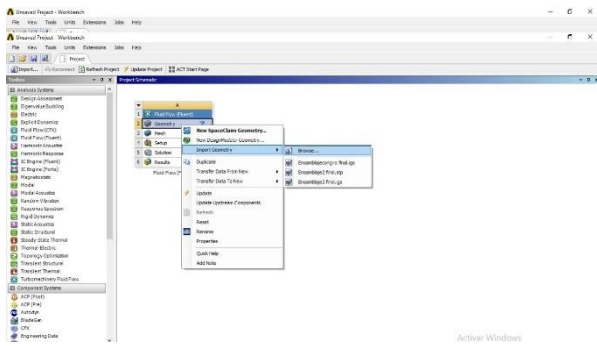 Unsaved Project - Workbench
File View Tools Units Extensions Jobs Help
Unsaved Project - Workbench
File View Tools Units Extensions Jobs Help
Project
Import... Reconnect Refresh Project Update Project ACT Start Page
Toolbox
Project Schematic
Analysis Systems
Design Assessment
Eigenvalue Buckling
Electric
Explicit Dynamics
Fluid Flow (CFX)
Fluid Flow (Fluent)
Harmonic Acoustics
Harmonic Response
IC Engine (Fluent)
IC Engine (Forte)
Magnetostatic
Modal
Modal Acoustics
Random Vibration
Response Spectrum
Rigid Dynamics
Static Acoustics
Static Structural
Steady-State Thermal
Thermal-Electric
Topology Optimization
Transient Structural
Transient Thermal
Turbomachinery Fluid Flow
Component Systems
ACP (Post)
ACP (Pre)
Autodyn
BladeGen
CFX
Engineering Data
A
1 Fluid Flow (Fluent)
2 Geometry ?
3 Mesh
4 Setup
5 Solution
6 Results
Fluid Flow
New SpaceClaim Geometry...
New DesignModeler Geometry...
Import Geometry
Duplicate
Transfer Data From New
Transfer Data To New
Update
Update Upstream Components
Refresh
Reset
Rename
Properties
Quick Help
Add Note
Browse...
Ensamblaje2 final.stp
Ensamblaje2 final.igs
Activar Windows